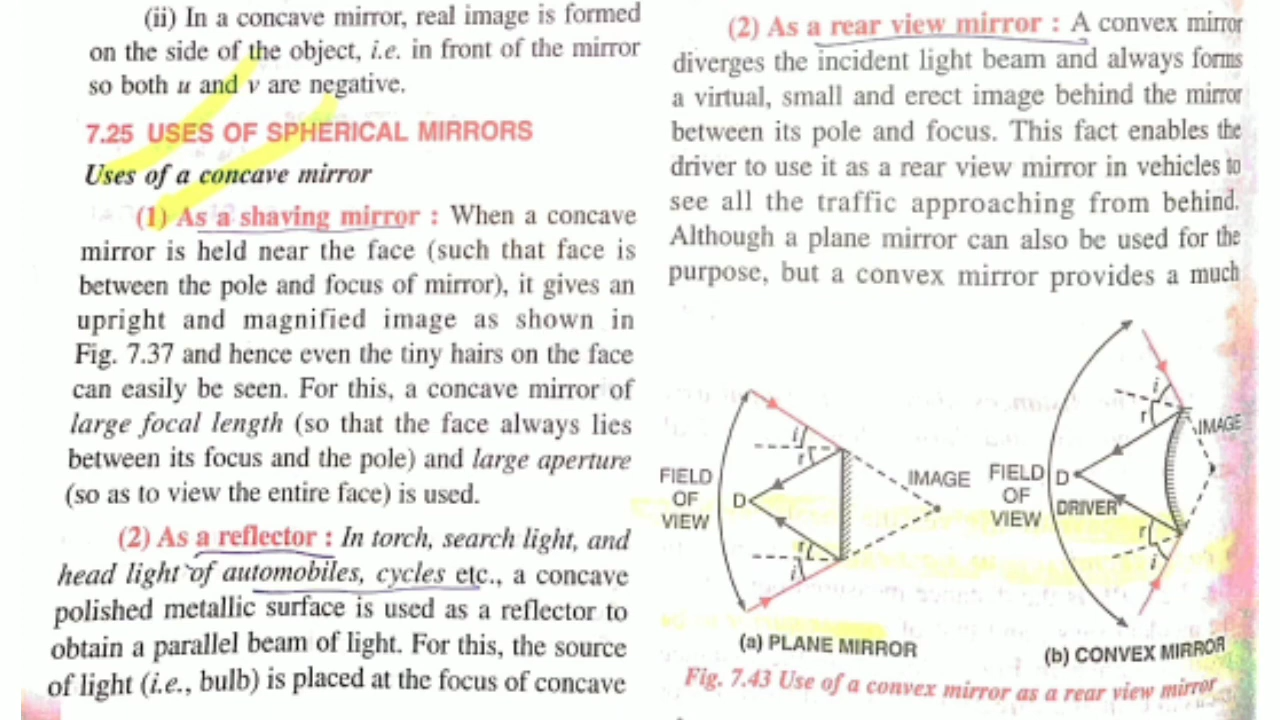 (ii) In a concave mirror, real image is formed
on the side of the object, i.e. in front of the mirror
so both u and v are negative.
7.25 USES OF SPHERICAL MIRRORS
Uses of a concave mirror
(1) As a shaving mirror : When a concave
mirror is held near the face (such that face is
between the pole and focus of mirror), it gives an
upright and magnified image as shown in
Fig. 7.37 and hence even the tiny hairs on the face
can easily be seen. For this, a concave mirror of
large focal length (so that the face always lies
between its focus and the pole) and large aperture
(so as to view the entire face) is used.
(2) As a reflector : In torch, search light, and
head light of automobiles, cycles etc., a concave
polished metallic surface is used as a reflector to
obtain a parallel beam of light. For this, the source
of light (i.e., bulb) is placed at the focus of concave
(2) As a rear view mirror : A convex mirror
diverges the incident light beam and always forms
a virtual, small and erect image behind the mirror
between its pole and focus. This fact enables the
driver to use it as a rear view mirror in vehicles to
see all the traffic approaching from behind.
Although a plane mirror can also be used for the
purpose, but a convex mirror provides a much
FIELD
OF
VIEW
D
i
r
r
i
IMAGE
(a) PLANE MIRROR
FIELD
OF
VIEW
D
DRIVER
i
r
r
i
IMAGE
(b) CONVEX MIRROR
Fig. 7.43 Use of a convex mirror as a rear view mirror